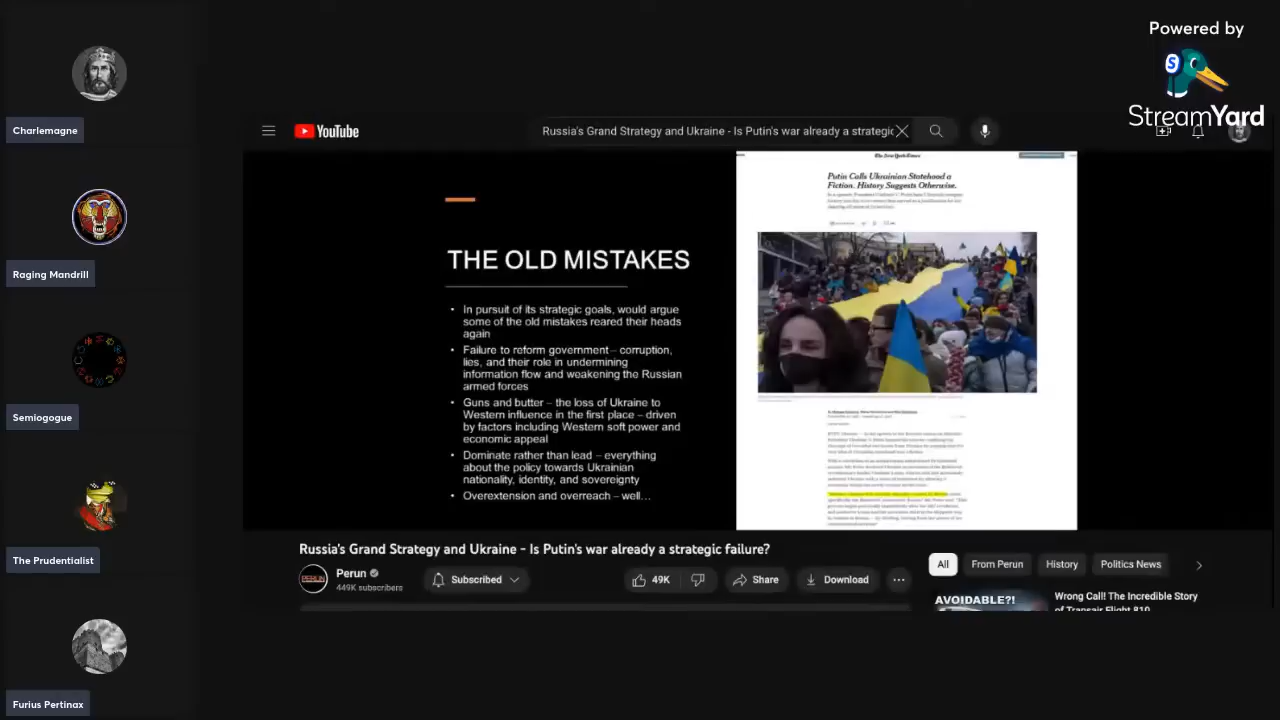 Powered by
S
StreamYard
Charlemagne
Raging Mandrill
Semiogogue
The Prudentialist
Furius Pertinax
YouTube
Russia's Grand Strategy and Ukraine - Is Putin's war already a strategic
The New York Times
Putin Calls Ukrainian Statehood a
Fiction. History Suggests Otherwise.
THE OLD MISTAKES
• In pursuit of its strategic goals, would argue
some of the old mistakes reared their heads
again
• Failure to reform government – corruption,
lies, and their role in undermining
information flow and weakening the Russian
armed forces
• Guns and butter – the loss of Ukraine to
Western influence in the first place – driven
by factors including Western soft power and
economic appeal
• Dominate rather than lead – everything
about the policy towards Ukrainian
nationals, identity, and sovereignty
• Overextension and overreach – well…
Russia's Grand Strategy and Ukraine - Is Putin's war already a strategic failure?
PERUN
Perun
449K subscribers
Subscribed
49K
Share
Download
All
From Perun
History
Politics News
AVOIDABLE?!
Wrong Call! The Incredible Story
of Transair Flight 810